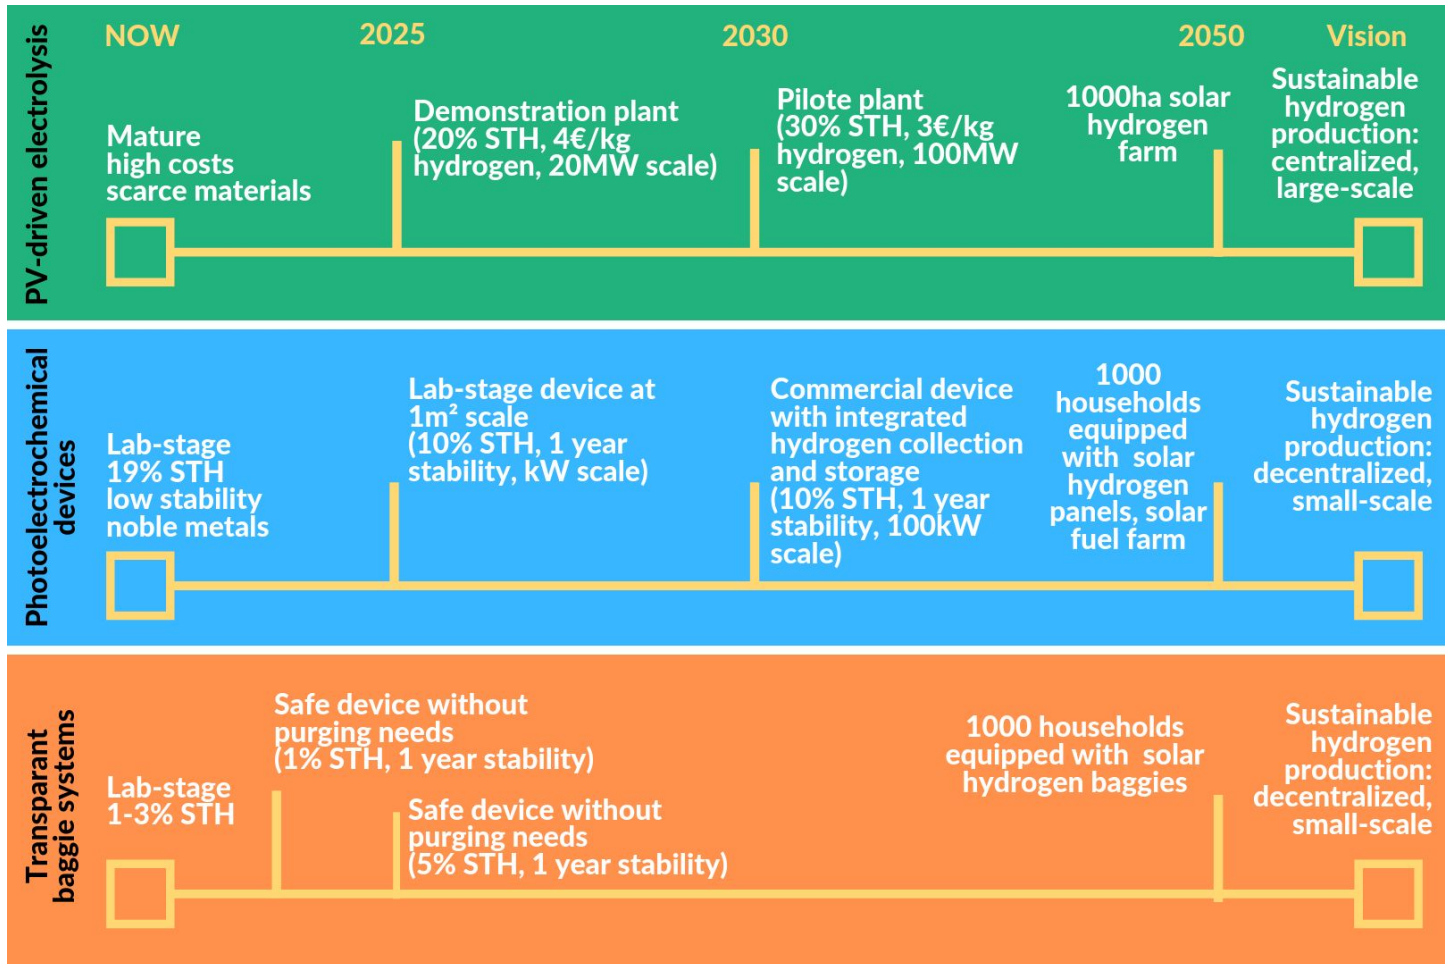 PV-driven electrolysis
NOW
2025
2030
2050
Vision
Mature
high costs
scarce materials
Demonstration plant
(20% STH, 4€/kg
hydrogen, 20MW scale)
Pilote plant
(30% STH, 3€/kg
hydrogen, 100MW
scale)
1000ha solar
hydrogen
farm
Sustainable
hydrogen
production:
centralized,
large-scale
Photoelectrochemical
devices
Lab-stage
19% STH
low stability
noble metals
Lab-stage device at
1m² scale
(10% STH, 1 year
stability, kW scale)
Commercial device
with integrated
hydrogen collection
and storage
(10% STH, 1 year
stability, 100kW
scale)
1000
households
equipped
with solar
hydrogen
panels, solar
fuel farm
Sustainable
hydrogen
production:
decentralized,
small-scale
Transparant
baggie systems
Lab-stage
1-3% STH
Safe device without
purging needs
(1% STH, 1 year stability)
Safe device without
purging needs
(5% STH, 1 year stability)
1000 households
equipped with solar
hydrogen baggies
Sustainable
hydrogen
production:
decentralized,
small-scale